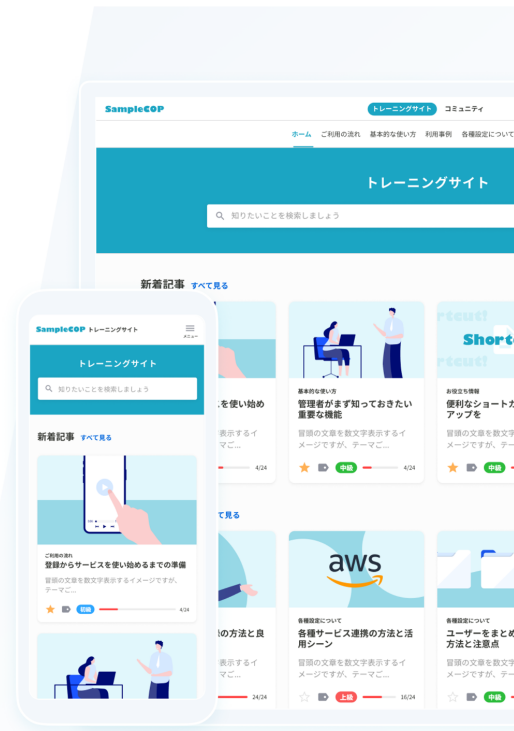 SampleCOP
トレーニングサイト
コミュニティ
ホーム
ご利用の流れ
基本的な使い方
利用事例
各種設定について
トレーニングサイト
知りたいことを検索しましょう
新着記事
すべて見る
基本的な使い方
管理者がまず知っておきたい
重要な機能
冒頭の文章を数文字表示するイ
メージですが、テーマご...
中級
4/24
Short
お役立ち情報
便利なショートカ
アップを
冒頭の文章を数文字
メージですが、テー
中級
を使い始め
表示するイ
マご...
4/24
て見る
の方法と良
表示するイ
マご...
24/24
aws
各種設定について
各種サービス連携の方法と活
用シーン
冒頭の文章を数文字表示するイ
メージですが、テーマご...
上級
16/24
各種設定について
ユーザーをまとめ
方法と注意点
冒頭の文章を数文字
メージですが、テー
中級
SampleCOP
トレーニングサイト
メニュー
トレーニングサイト
知りたいことを検索しましょう
新着記事
すべて見る
ご利用の流れ
登録からサービスを使い始めるまでの準備
冒頭の文章を数文字表示するイメージですが、
テーマご...
初級
4/24